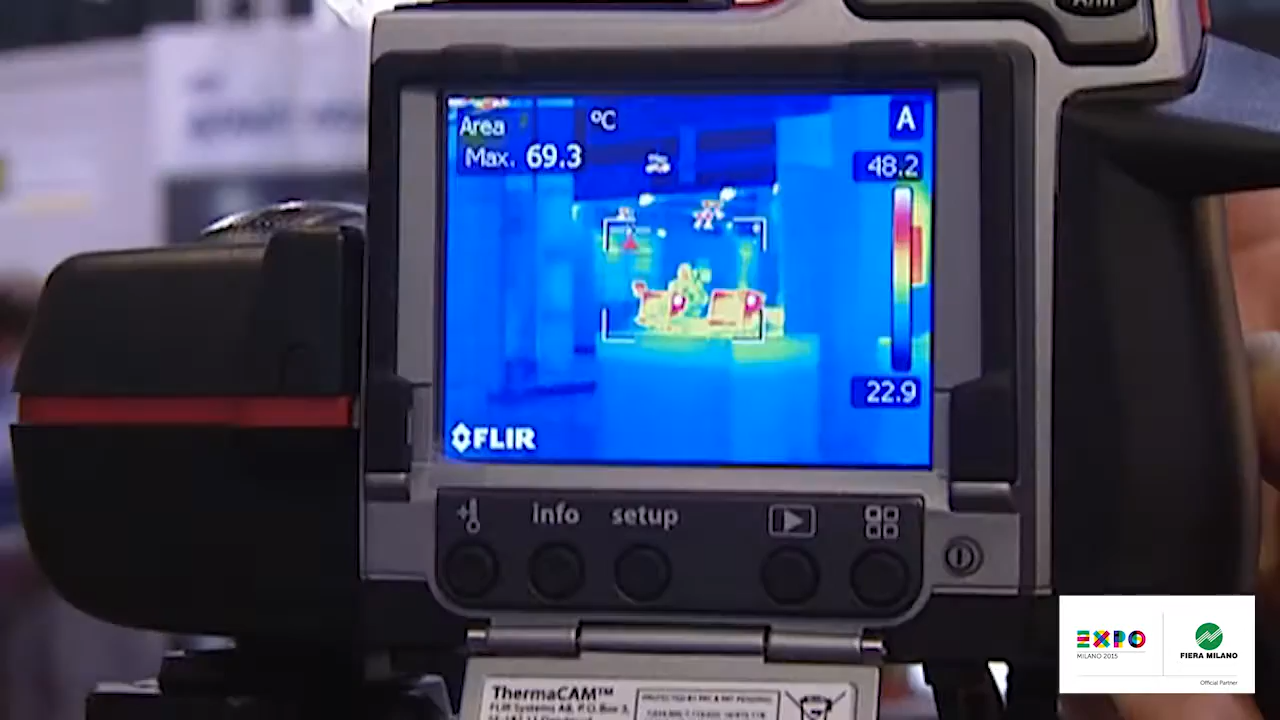 Area
°C
A
Max. 69.3
48.2
22.9
FLIR
info
setup
ThermaCAM™
FLIR Systems AB, P.O. Box 3,
EXPO
MILANO 2015
FIERA MILANO
Official Partner